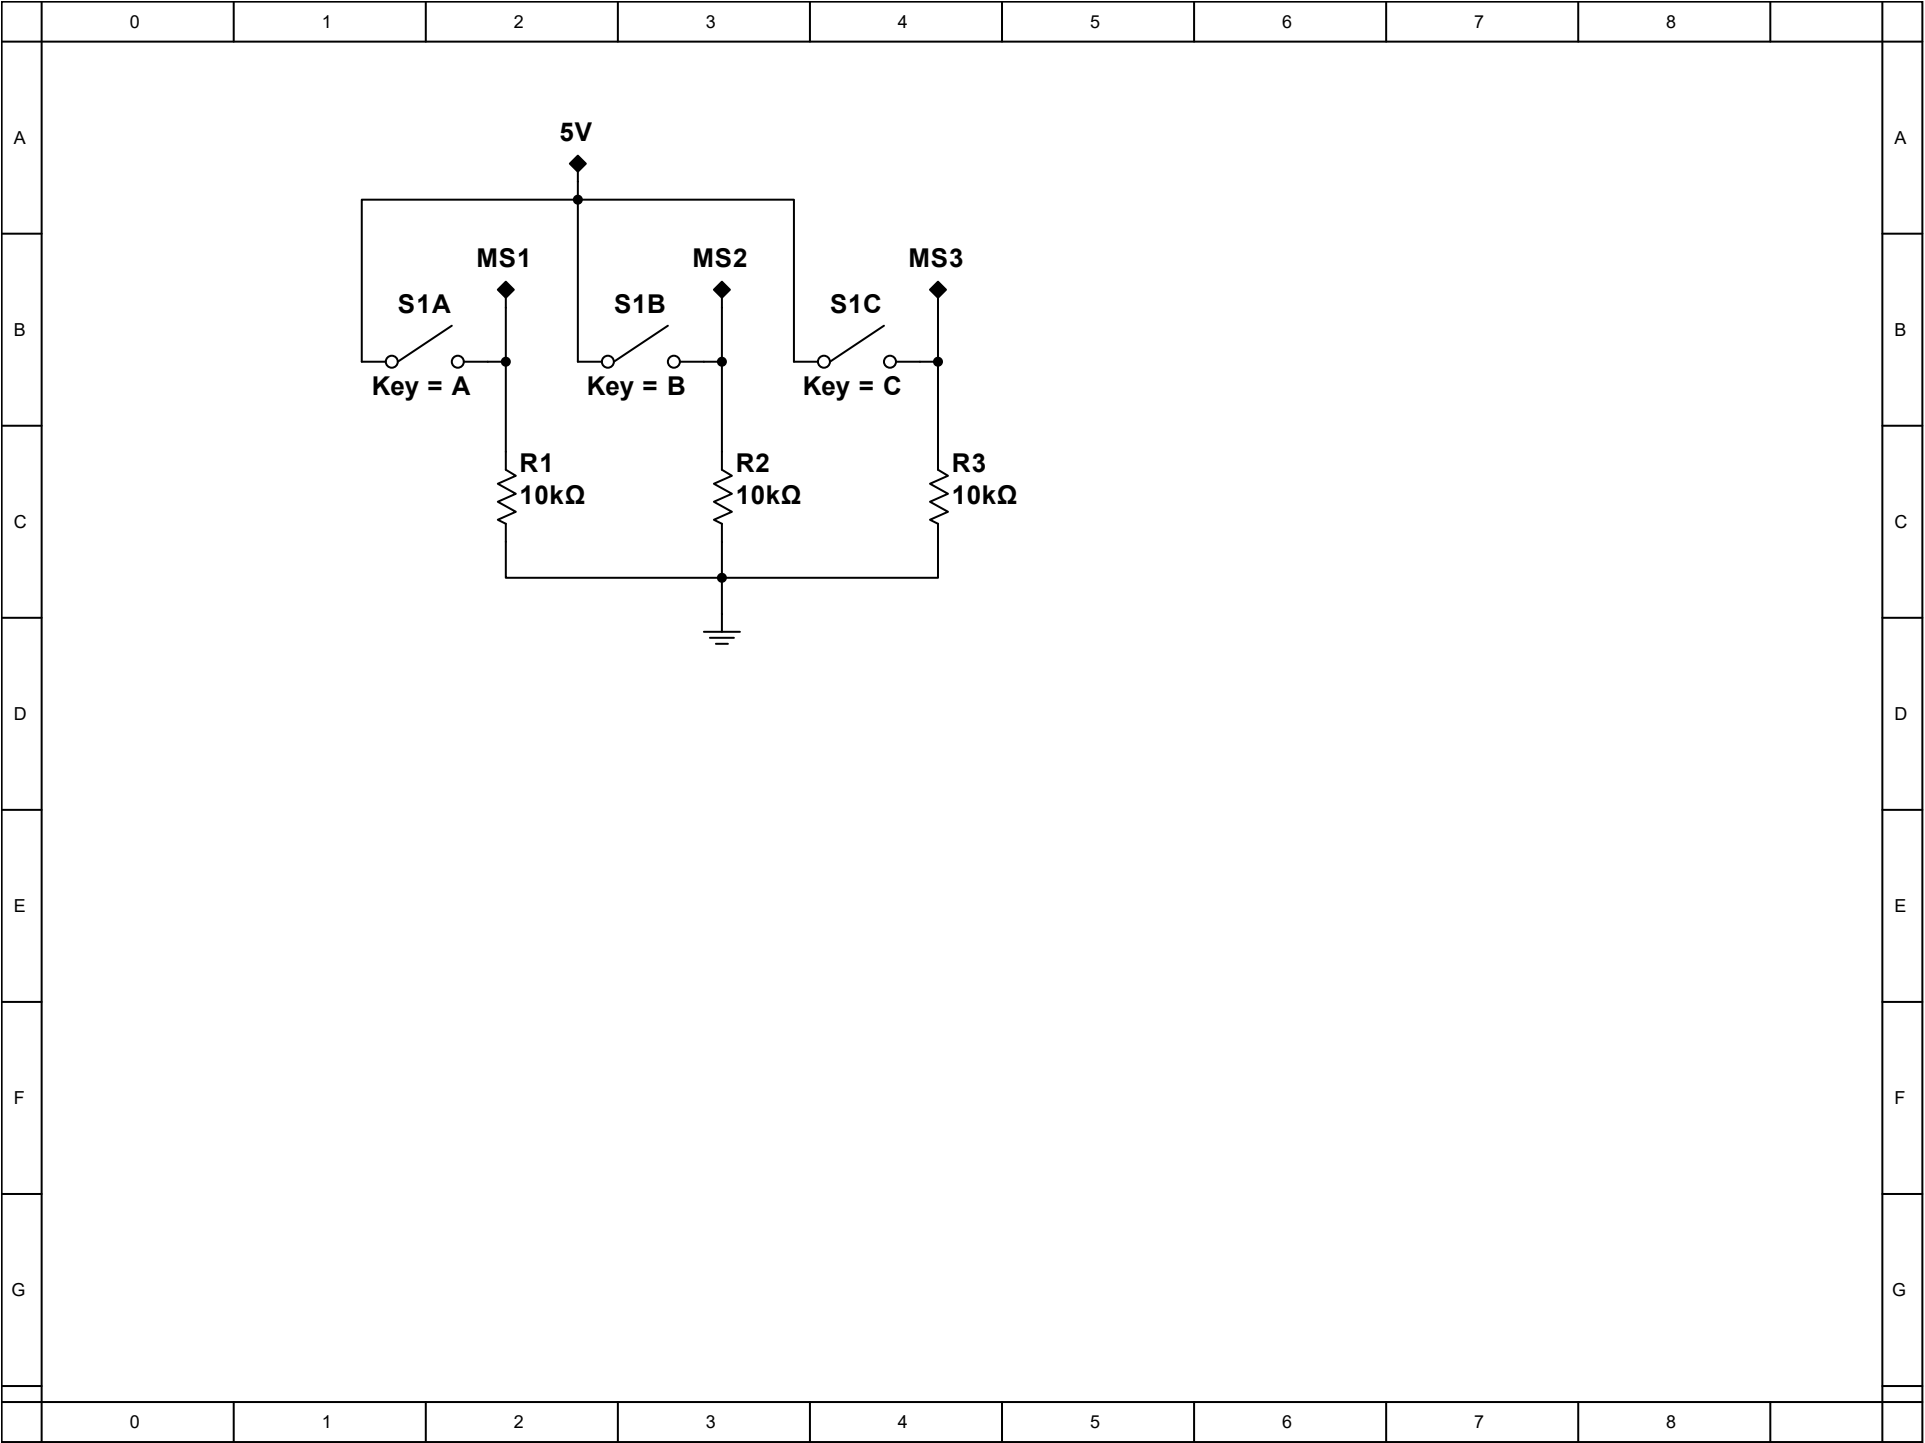 0 1 2 3 4 5 6 7 8
A A
5V
B B
MS1 MS2 MS3
S1A S1B S1C
Key = A Key = B Key = C
C C
R1 R2 R3
10kΩ 10kΩ 10kΩ
D D
E E
F F
G G
0 1 2 3 4 5 6 7 8